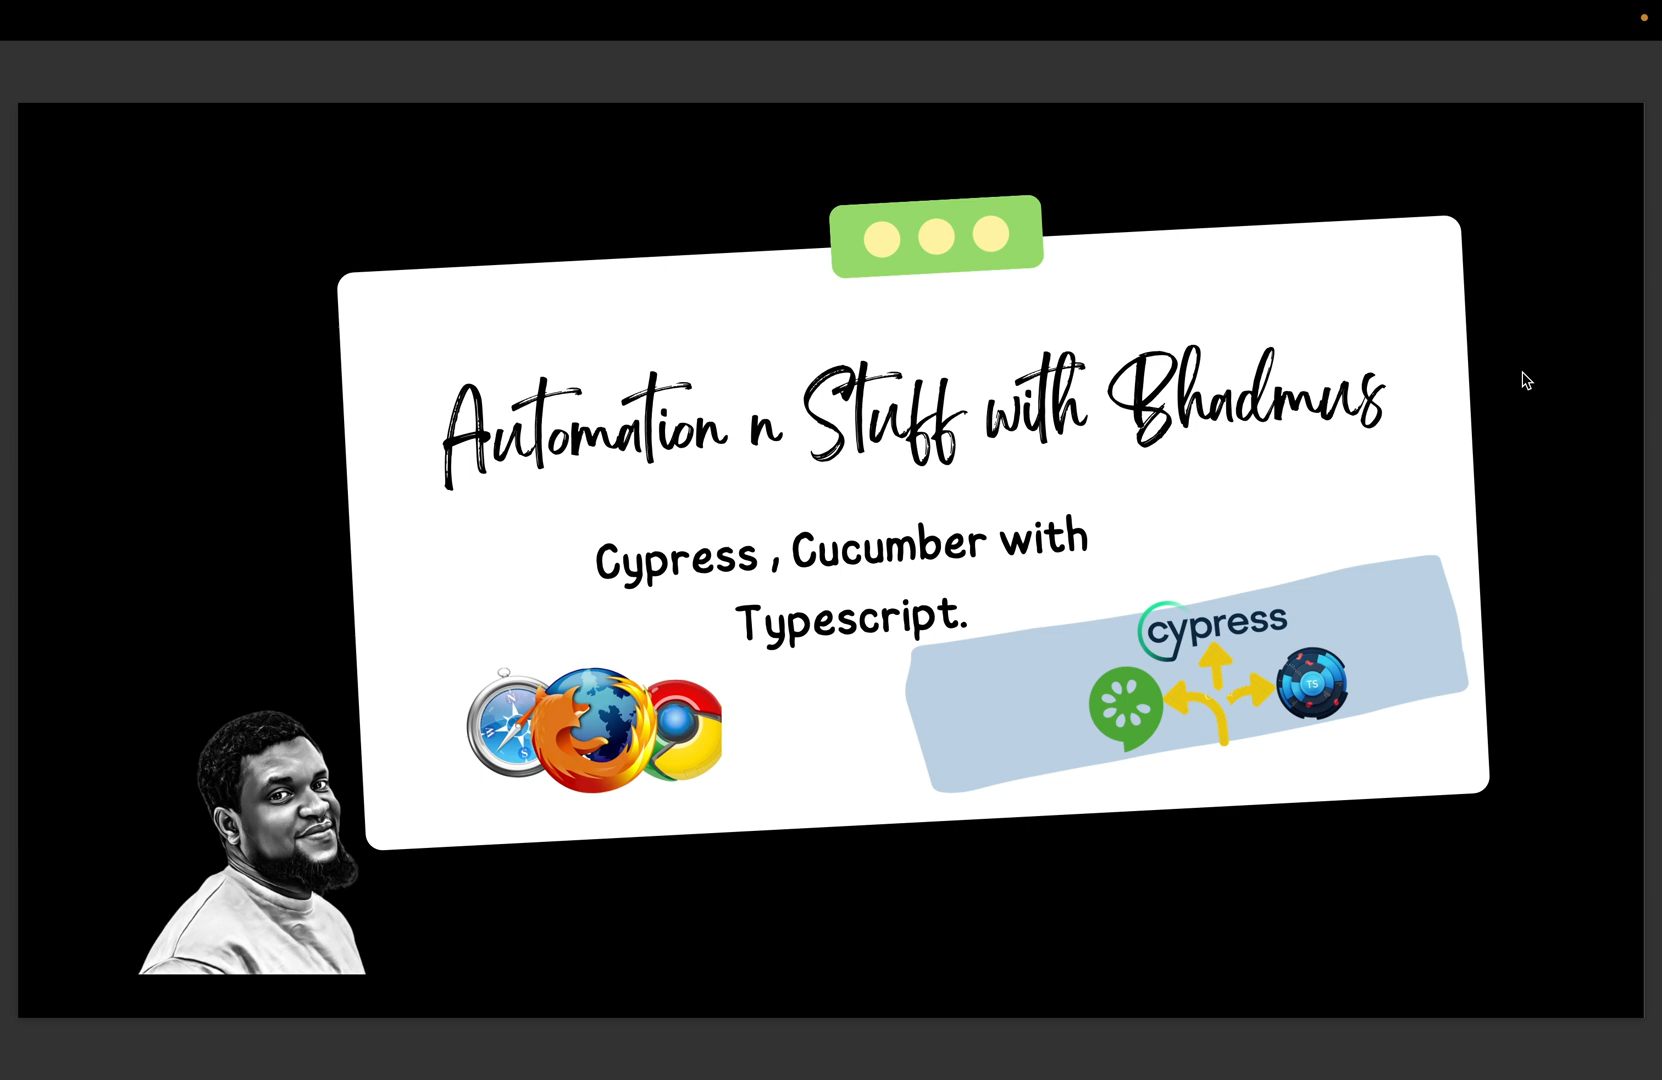 Automation n Stuff with Bhadmus
Cypress , Cucumber with
Typescript.
cypress
TS
N
W
S